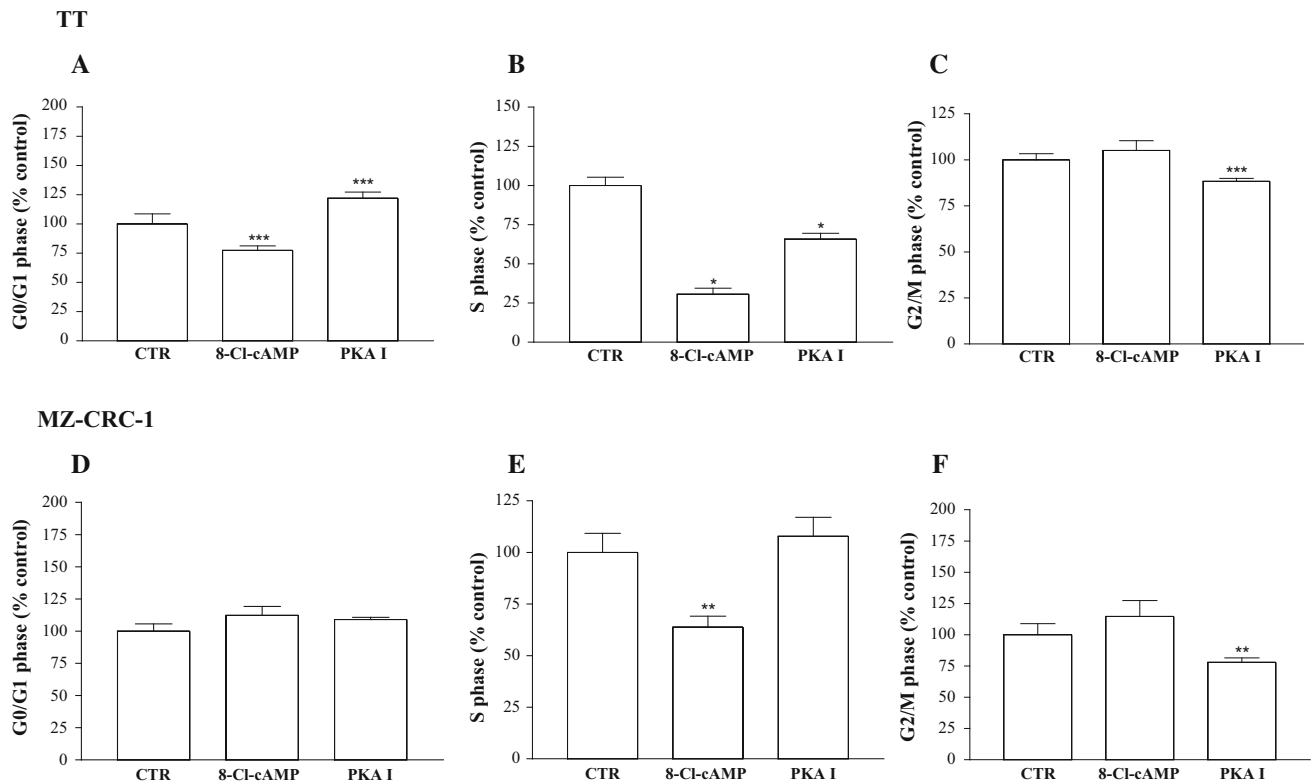 TT
A
G0/G1 phase (% control)
200
175
150
125
100
75
50
25
0
***
***
CTR 8-Cl-cAMP PKA I
B
S phase (% control)
150
125
100
75
50
25
0
*
*
CTR 8-Cl-cAMP PKA I
C
G2/M phase (% control)
125
100
75
50
25
0
***
CTR 8-Cl-cAMP PKA I
MZ-CRC-1
D
G0/G1 phase (% control)
200
175
150
125
100
75
50
25
0
CTR 8-Cl-cAMP PKA I
E
S phase (% control)
125
100
75
50
25
0
**
CTR 8-Cl-cAMP PKA I
F
G2/M phase (% control)
200
175
150
125
100
75
50
25
0
**
CTR 8-Cl-cAMP PKA I